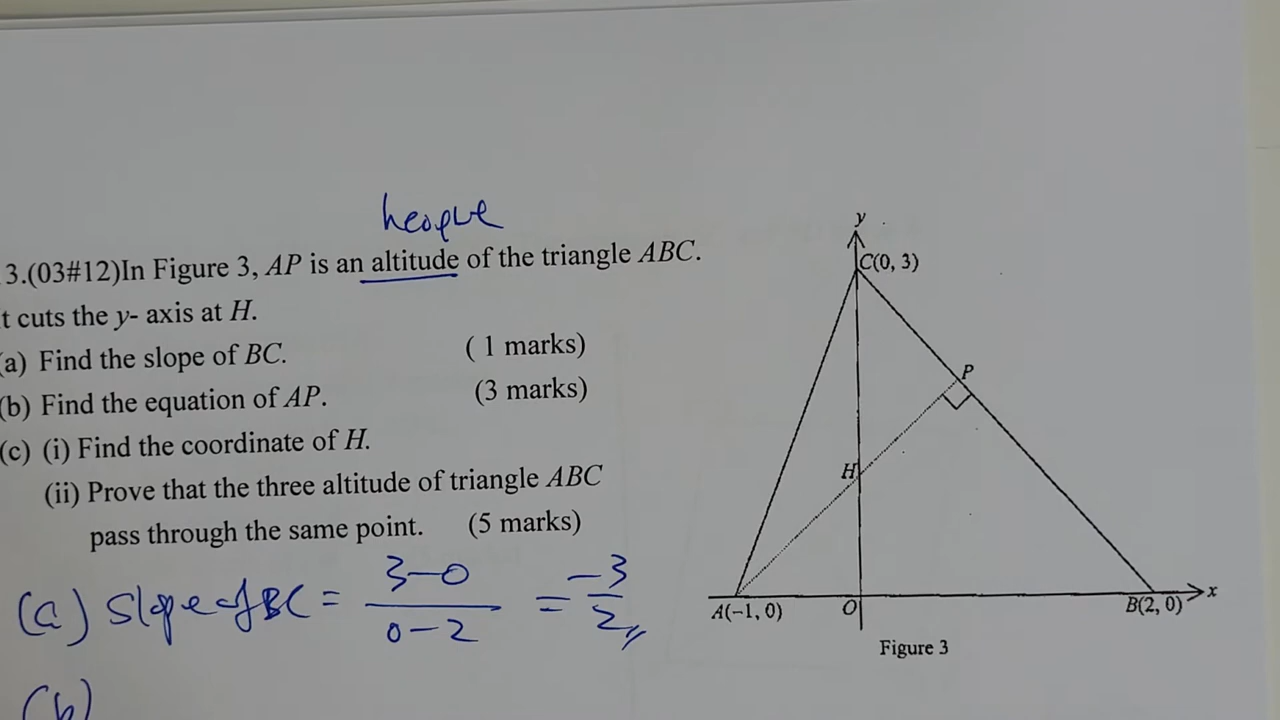 3.(03#12)In Figure 3, AP is an altitude of the triangle ABC.
t cuts the y- axis at H.
a) Find the slope of BC. ( 1 marks)
(b) Find the equation of AP. (3 marks)
(c) (i) Find the coordinate of H.
(ii) Prove that the three altitude of triangle ABC
pass through the same point. (5 marks)
(a) slope of BC = 3-0 / 0-2 = -3/2 //
(b)
y
C(0, 3)
P
H
A(−1, 0)
O
B(2, 0)
x
Figure 3